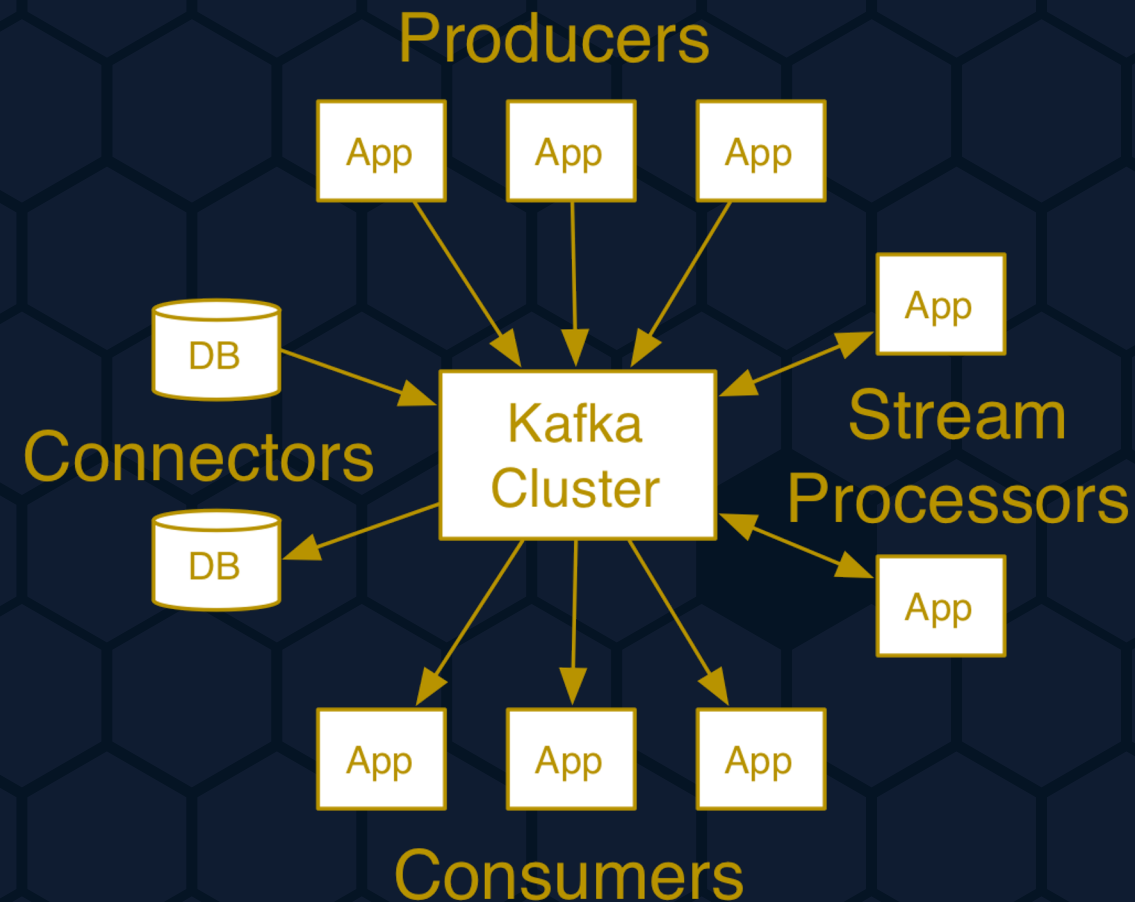 Producers
App
App
App
App
DB
Kafka
Cluster
Stream
Processors
Connectors
DB
App
App
App
App
Consumers